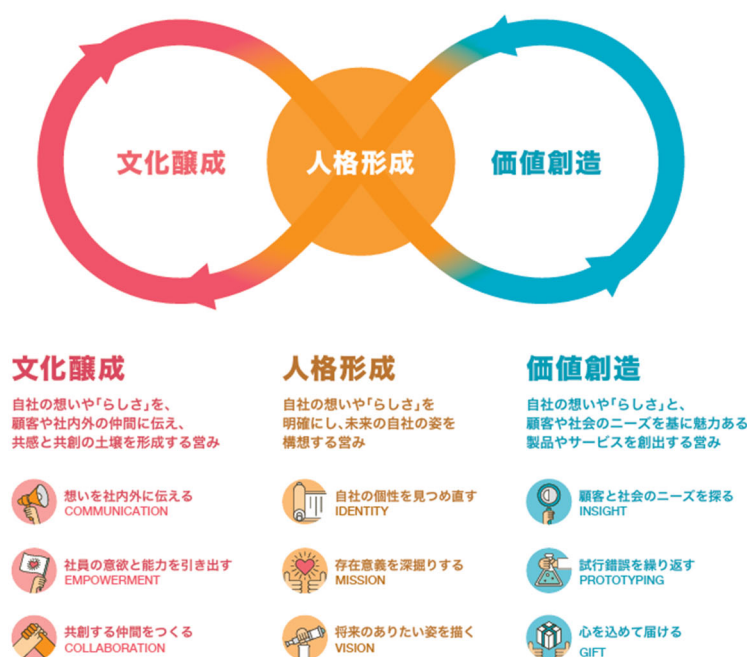 文化醸成
人格形成
価値創造
文化醸成
自社の想いや「らしさ」を、
顧客や社内外の仲間に伝え、
共感と共創の土壌を形成する営み
想いを社内外に伝える
COMMUNICATION
社員の意欲と能力を引き出す
EMPOWERMENT
共創する仲間をつくる
COLLABORATION
人格形成
自社の想いや「らしさ」を
明確にし、未来の自社の姿を
構想する営み
自社の個性を見つめ直す
IDENTITY
存在意義を深掘りする
MISSION
将来のありたい姿を描く
VISION
価値創造
自社の想いや「らしさ」と、
顧客や社会のニーズを基に魅力ある
製品やサービスを創出する営み
顧客と社会のニーズを探る
INSIGHT
試行錯誤を繰り返す
PROTOTYPING
心を込めて届ける
GIFT